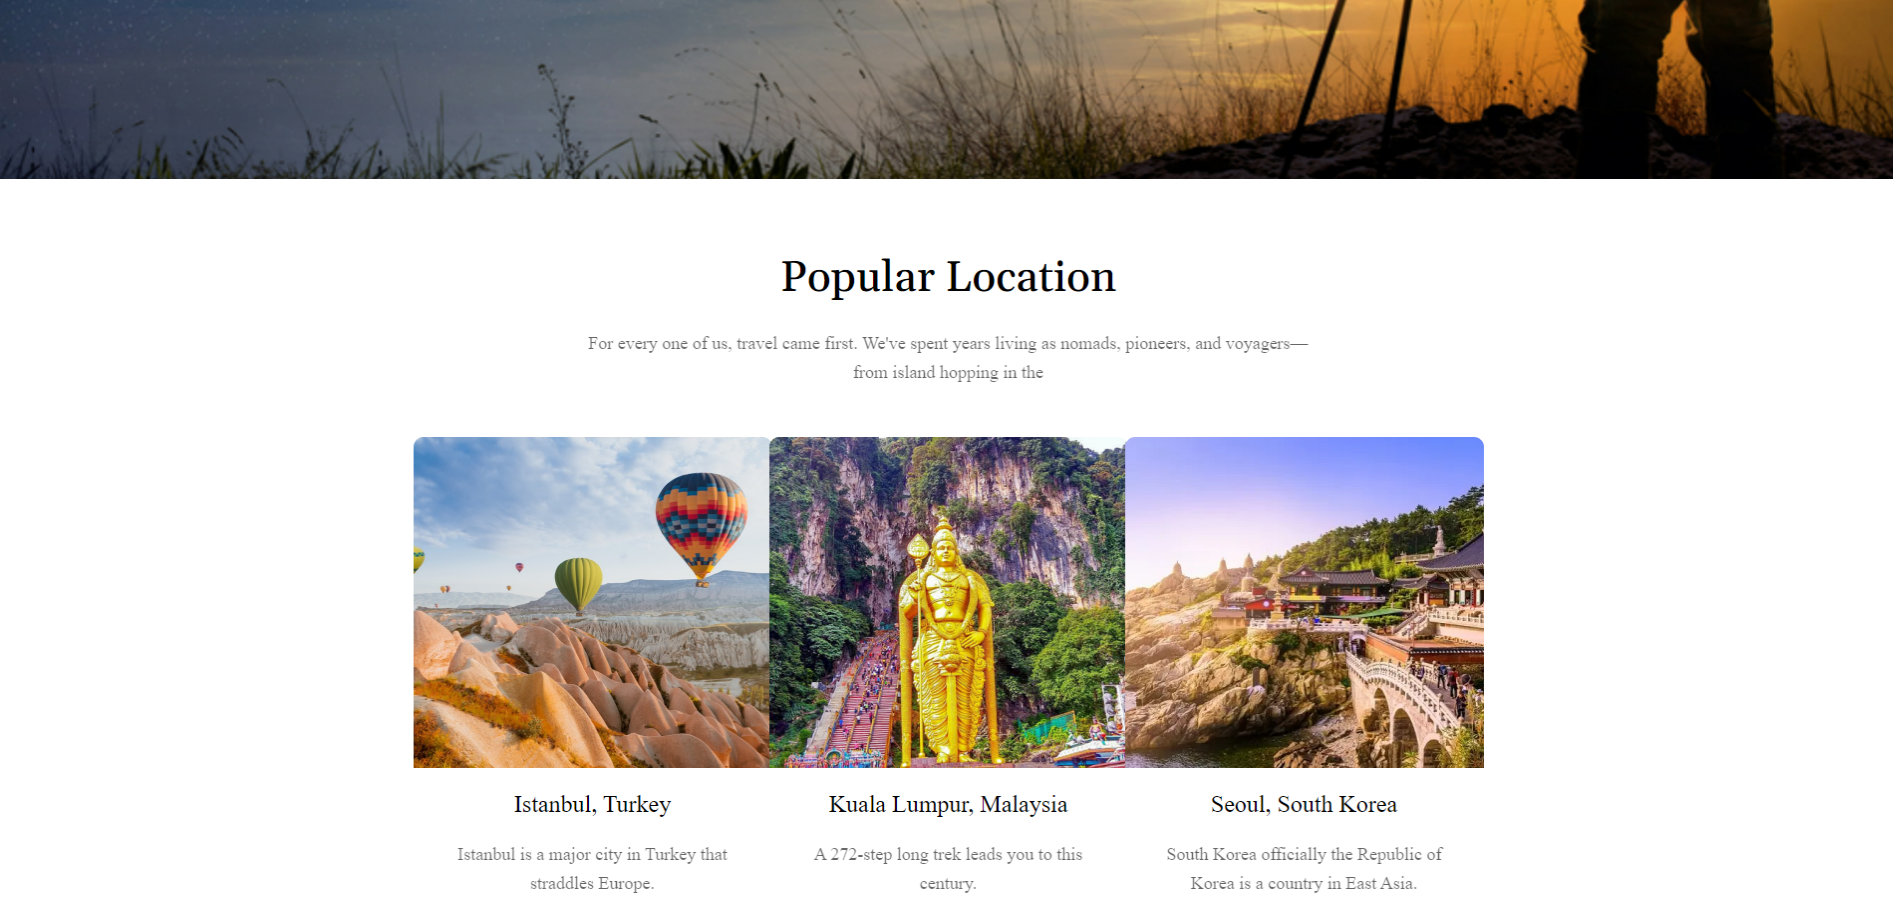 Popular Location
For every one of us, travel came first. We've spent years living as nomads, pioneers, and voyagers—
from island hopping in the
Istanbul, Turkey
Istanbul is a major city in Turkey that
straddles Europe.
Kuala Lumpur, Malaysia
A 272-step long trek leads you to this
century.
Seoul, South Korea
South Korea officially the Republic of
Korea is a country in East Asia.